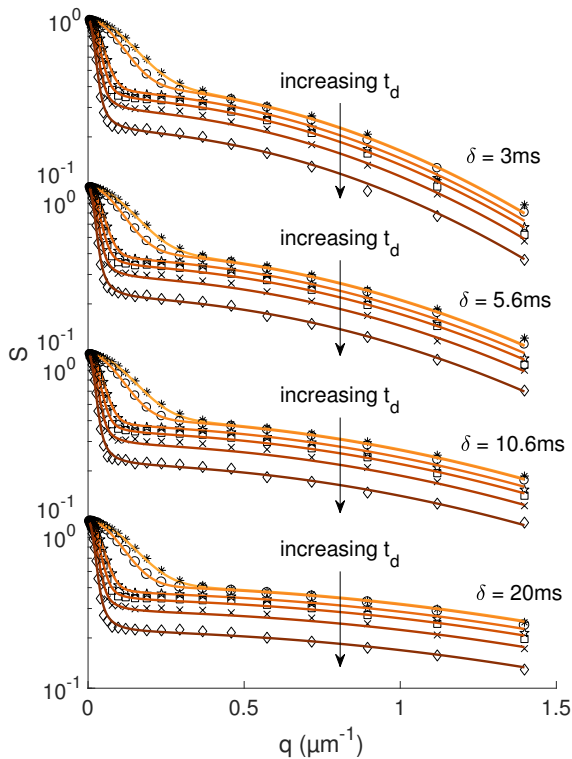 10^0
increasing t_d
δ = 3ms
10^-1
10^0
increasing t_d
δ = 5.6ms
S
10^-1
10^0
increasing t_d
δ = 10.6ms
10^-1
10^0
increasing t_d
δ = 20ms
10^-1
0 0.5 1 1.5
q (μm^-1)